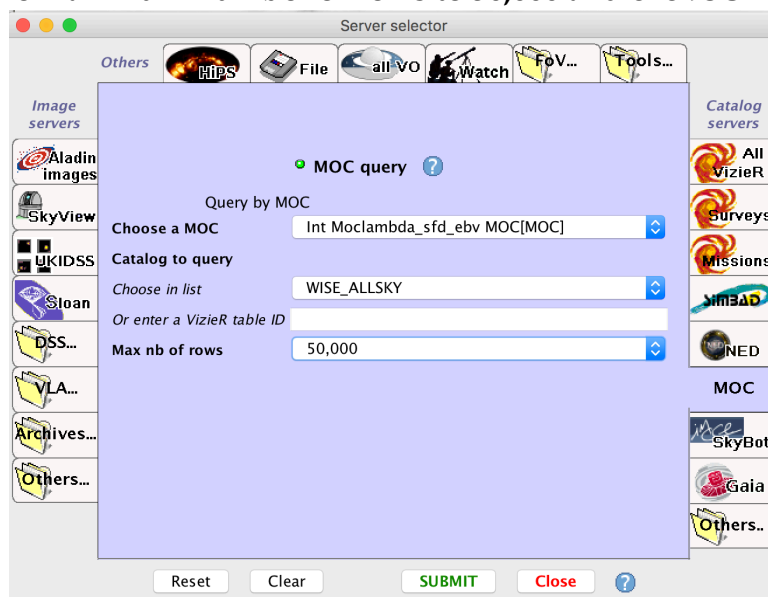 Server selector
Others
HiPS
File
all VO
Watch
FoV...
Tools...
Image
servers
Catalog
servers
Aladin
images
SkyView
UKIDSS
Sloan
DSS...
VLA...
Archives...
Others...
MOC query ?
Query by MOC
Choose a MOC Int Moclambda_sfd_ebv MOC[MOC]
Catalog to query
Choose in list WISE_ALLSKY
Or enter a VizieR table ID
Max nb of rows 50,000
All
VizieR
Surveys
Missions
SIMBAD
NED
MOC
SkyBot
Gaia
Others..
Reset Clear SUBMIT Close ?